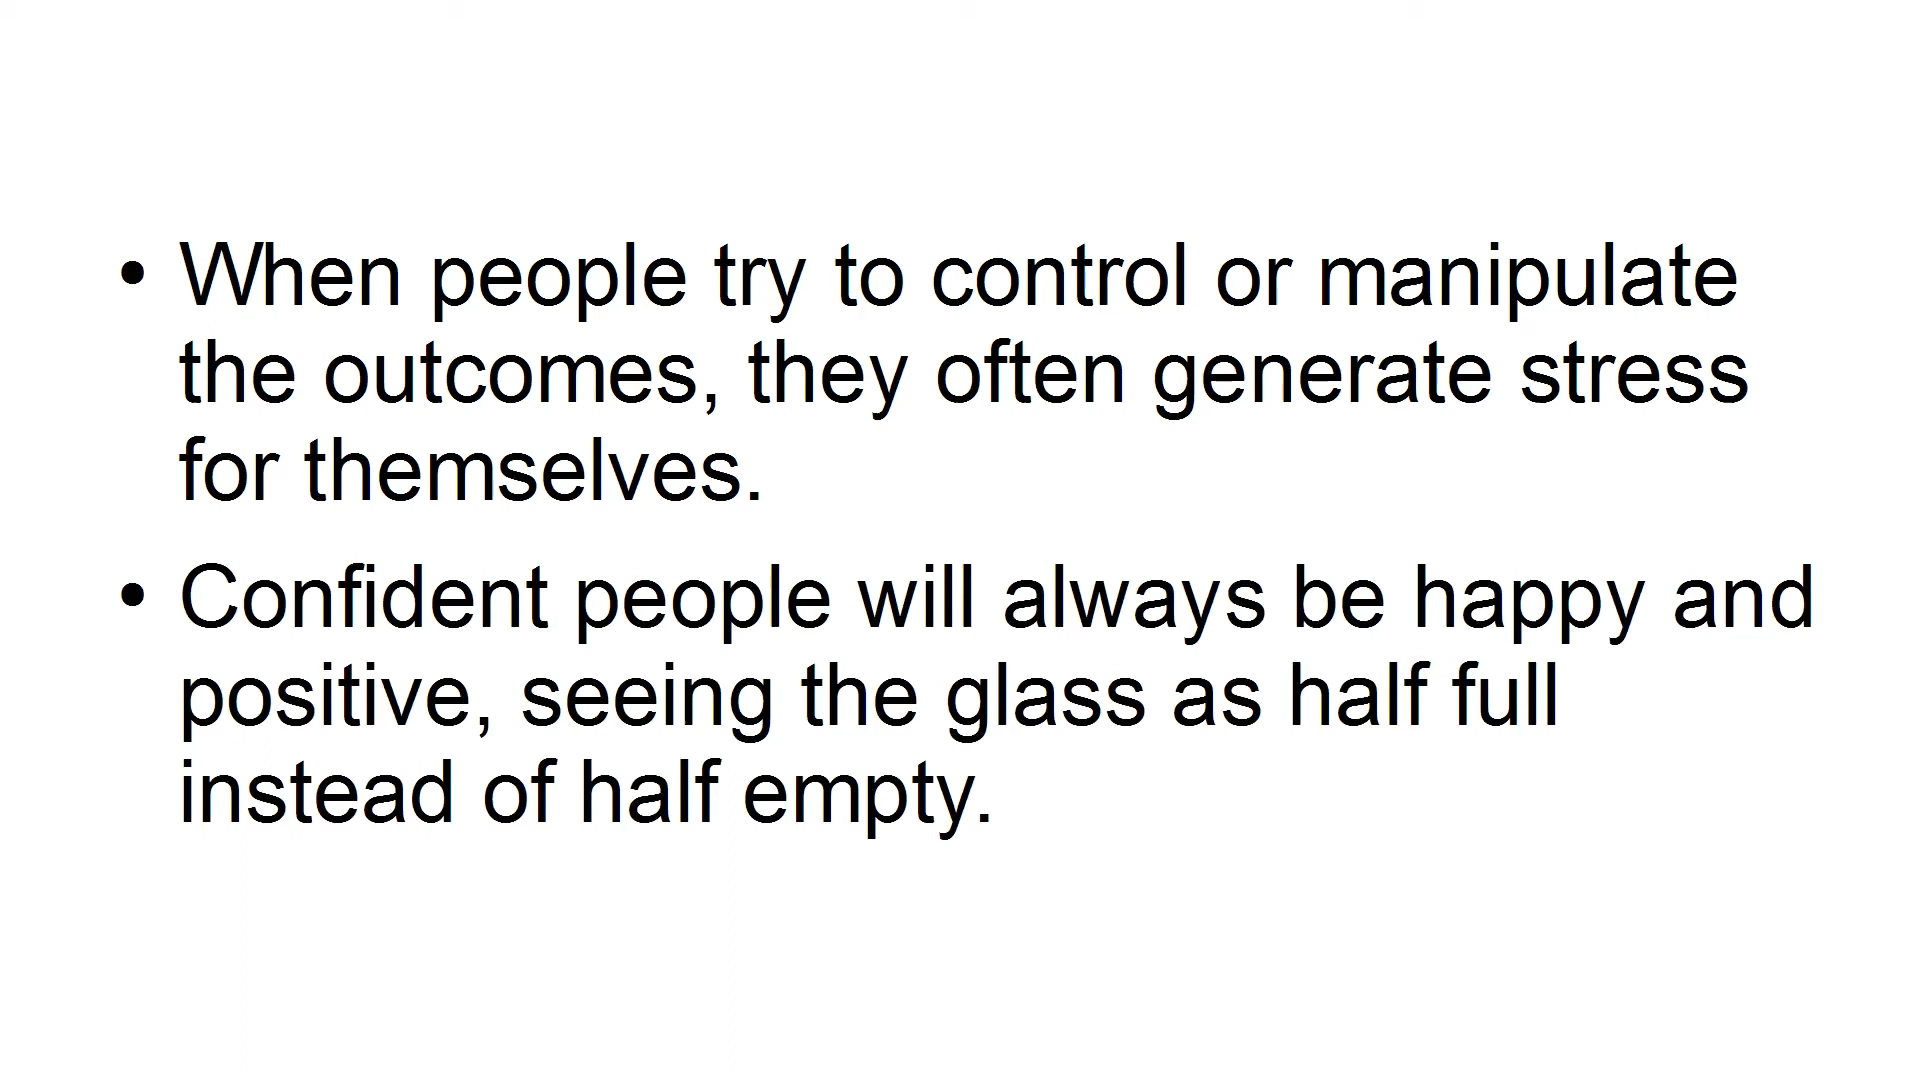 • When people try to control or manipulate
the outcomes, they often generate stress
for themselves.
• Confident people will always be happy and
positive, seeing the glass as half full
instead of half empty.